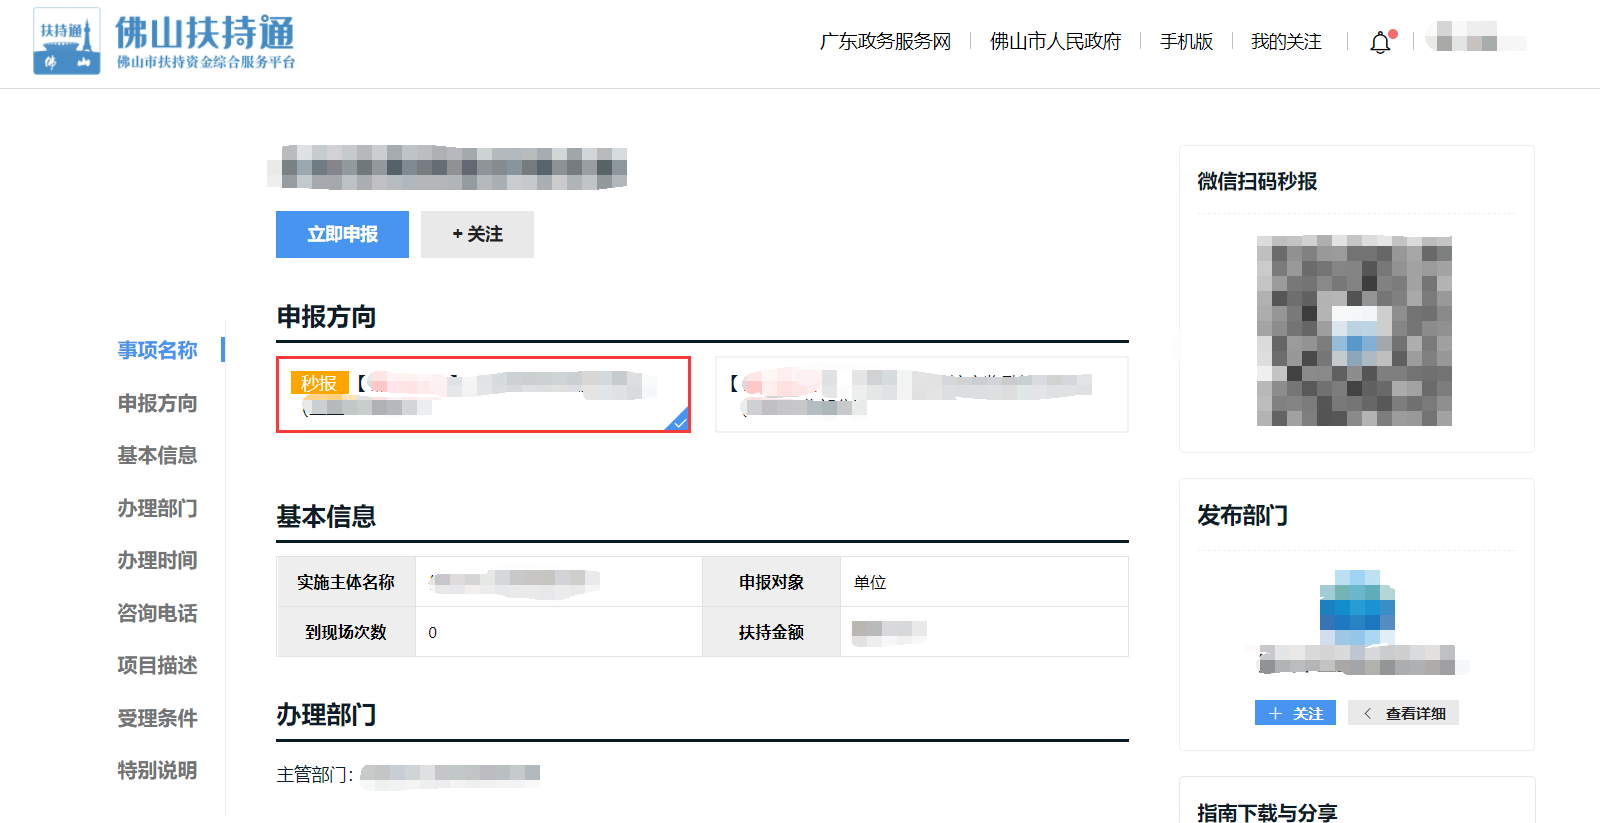 扶持通
佛山
佛山扶持通
佛山市扶持资金综合服务平台
广东政务服务网
佛山市人民政府
手机版
我的关注
立即申报
+ 关注
事项名称
申报方向
基本信息
办理部门
办理时间
咨询电话
项目描述
受理条件
特别说明
申报方向
秒报 【
【
基本信息
实施主体名称
申报对象 单位
到现场次数 0
扶持金额
办理部门
主管部门：
微信扫码秒报
发布部门
+ 关注
< 查看详细
指南下载与分享